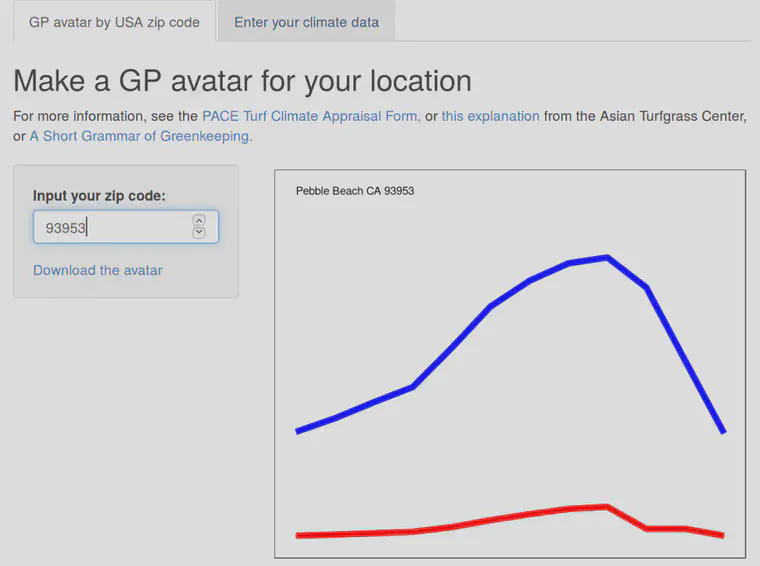 GP avatar by USA zip code
Enter your climate data
Make a GP avatar for your location
For more information, see the PACE Turf Climate Appraisal Form, or this explanation from the Asian Turfgrass Center,
or A Short Grammar of Greenkeeping.
Input your zip code:
93953
Download the avatar
Pebble Beach CA 93953